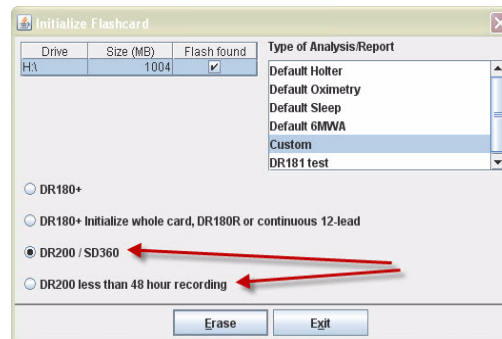 Initialize Flashcard
Drive Size (MB) Flash found
H:\ 1004
Type of Analysis/Report
Default Holter
Default Oximetry
Default Sleep
Default 6MWA
Custom
DR181 test
DR180+
DR180+ Initialize whole card, DR180R or continuous 12-lead
DR200 / SD360
DR200 less than 48 hour recording
Erase Exit